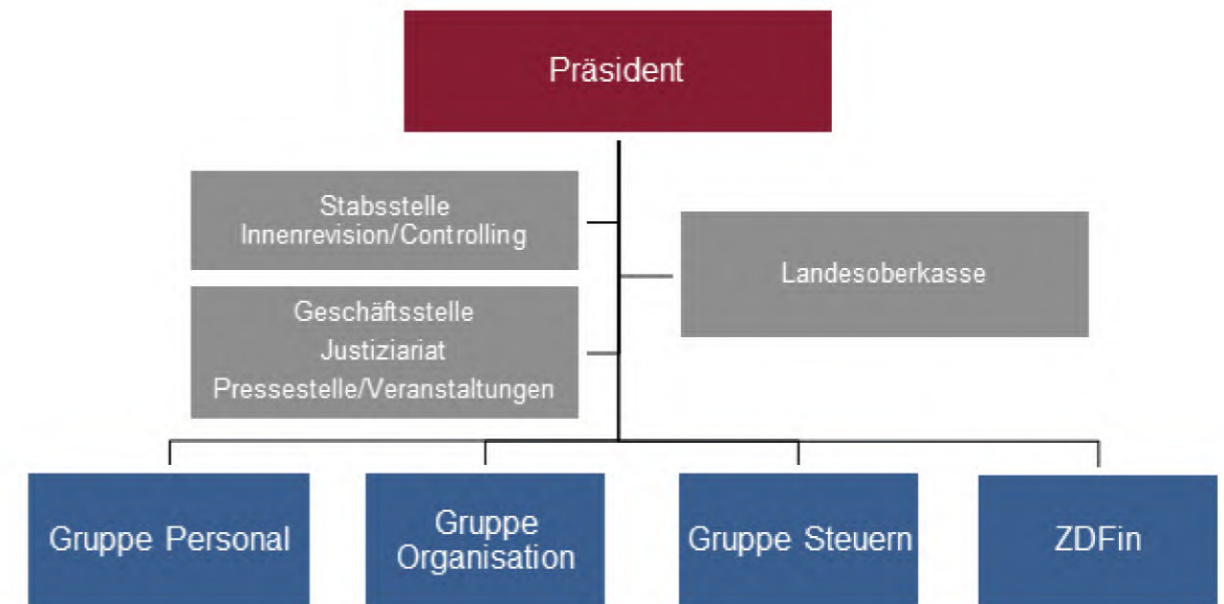 Präsident
Stabsstelle
Innenrevision/Controlling
Landesoberkasse
Geschäftsstelle
Justiziariat
Pressestelle/Veranstaltungen
Gruppe Personal
Gruppe
Organisation
Gruppe Steuern
ZDFin